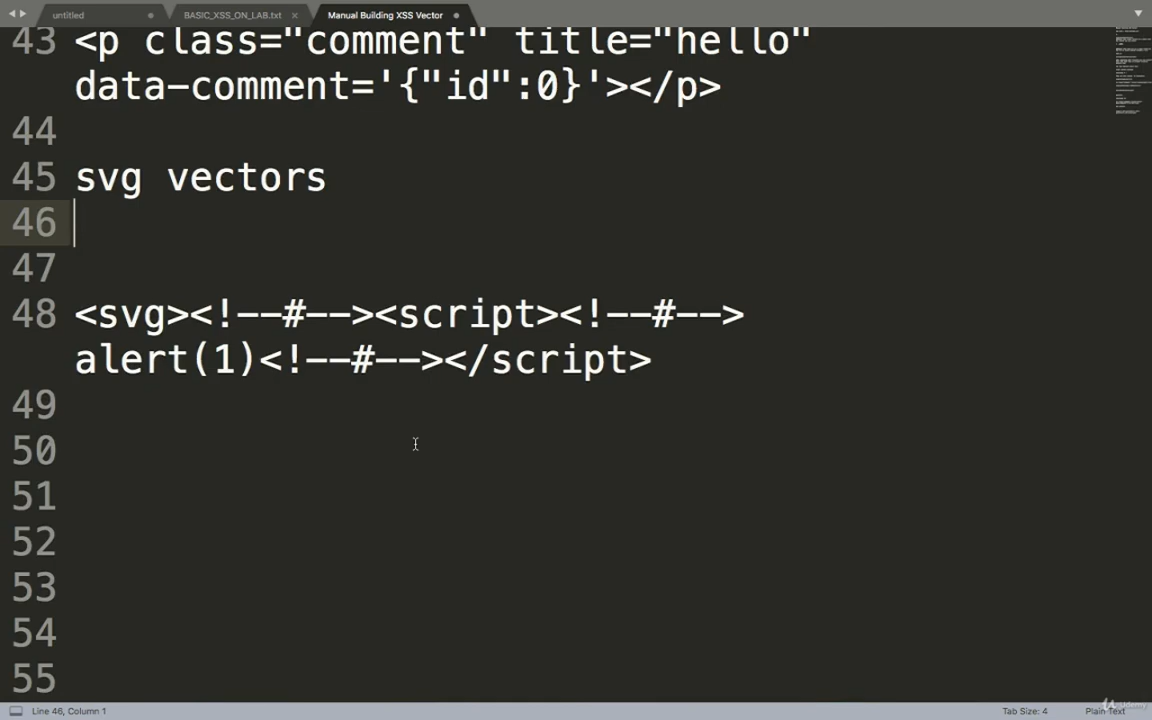 untitled
BASIC_XSS_ON_LAB.txt
Manual Building XSS Vector
43 <p class="comment" title="hello"
data-comment='{"id":0}'></p>
44
45 svg vectors
46
47
48 <svg><!--#--><script><!--#-->
alert(1)<!--#--></script>
49
50
51
52
53
54
55
Line 46, Column 1
Tab Size: 4
Plain Text
Udemy